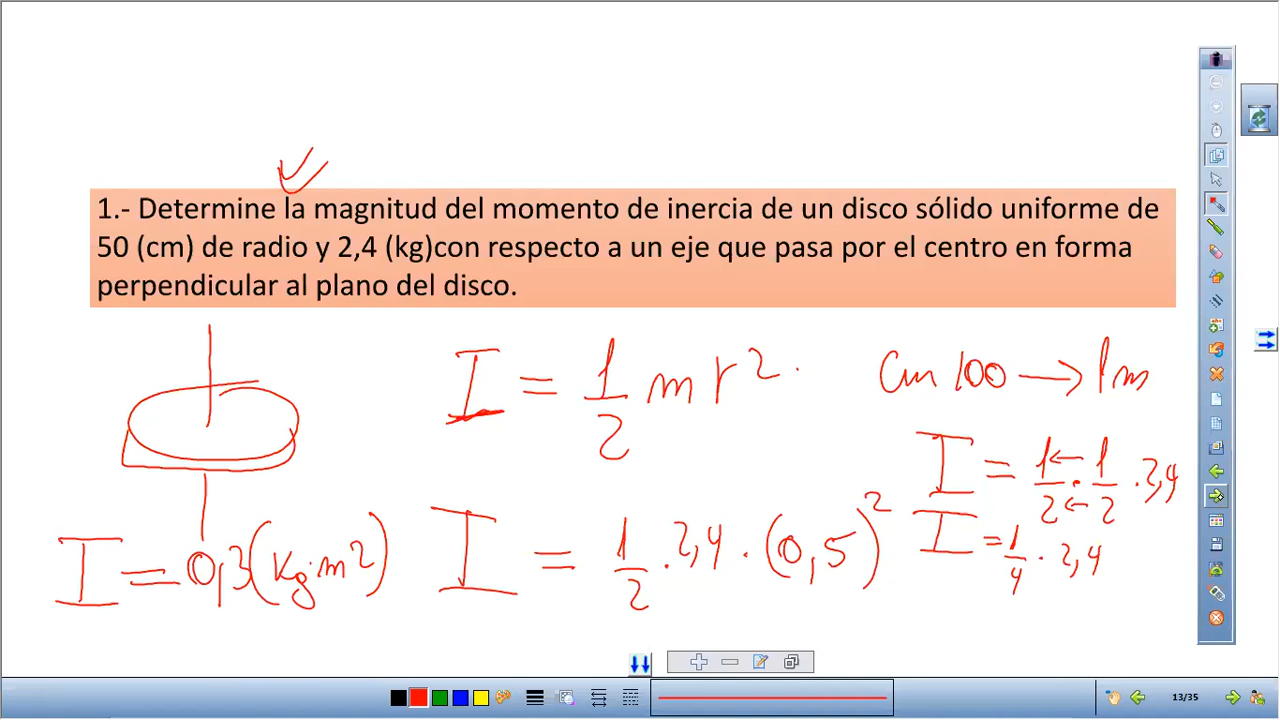 1.- Determine la magnitud del momento de inercia de un disco sólido uniforme de
50 (cm) de radio y 2,4 (kg)con respecto a un eje que pasa por el centro en forma
perpendicular al plano del disco.
I = 1/2 m r²
cm 100 → 1m
I = 1/2 · 1/2 · 2,4
I = 1/4 · 2,4
I = 1/2 · 2,4 · (0,5)²
I = 0,3 (kg·m²)
13/35